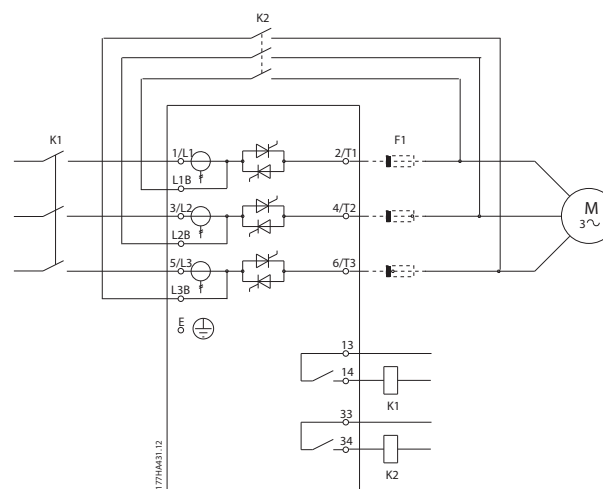 K2
K1
F1
1/L1
2/T1
L1B
3/L2
4/T2
L2B
M
3
5/L3
6/T3
L3B
E
13
14
K1
33
34
K2
177HA431.12